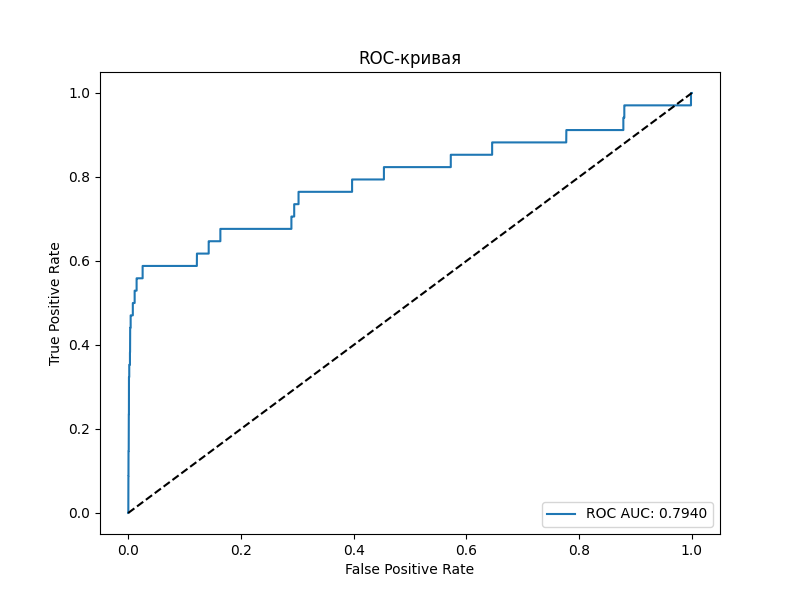 ROC-кривая
True Positive Rate
1.0
0.8
0.6
0.4
0.2
0.0
ROC AUC: 0.7940
0.0 0.2 0.4 0.6 0.8 1.0
False Positive Rate